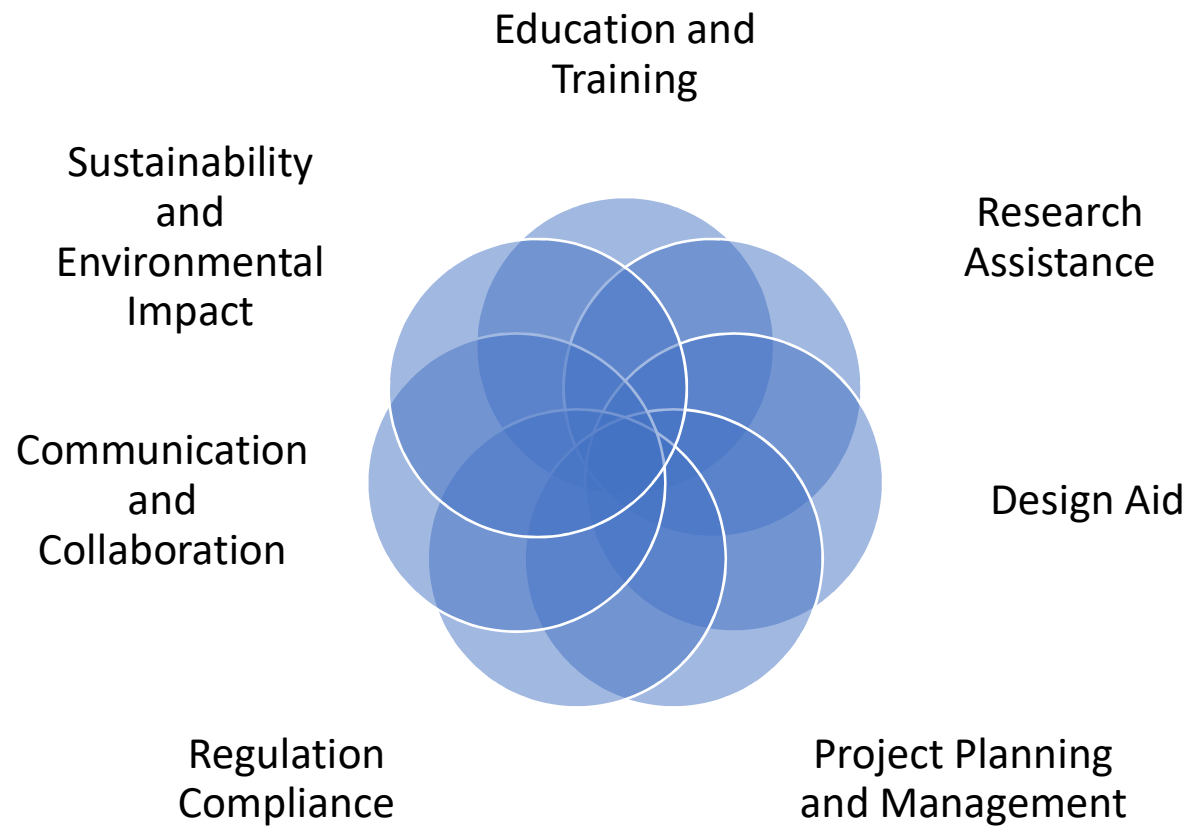 Education and
Training
Research
Assistance
Design Aid
Project Planning
and Management
Regulation
Compliance
Communication
and
Collaboration
Sustainability
and
Environmental
Impact